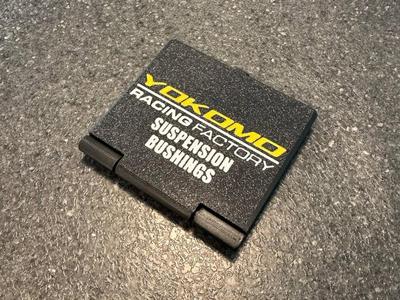 YOKOMO
RACING FACTORY
SUSPENSION
BUSHINGS